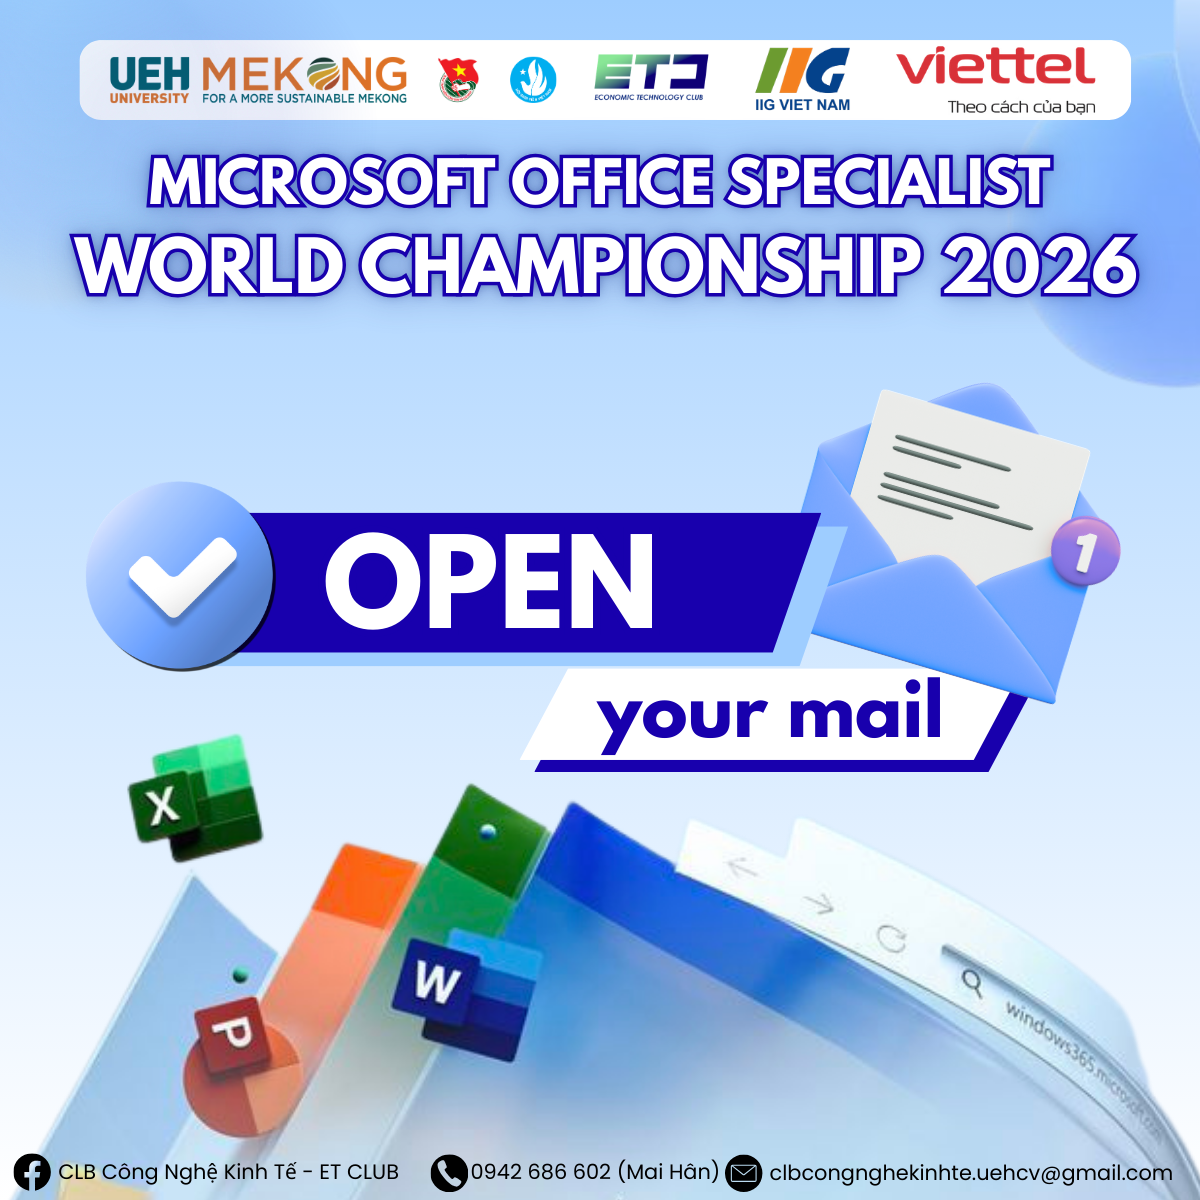 UEH MEKONG
UNIVERSITY FOR A MORE SUSTAINABLE MEKONG
ETC
ECONOMIC TECHNOLOGY CLUB
IIG
IIG VIET NAM
viettel
Theo cách của bạn
MICROSOFT OFFICE SPECIALIST
WORLD CHAMPIONSHIP 2026
1
OPEN
your mail
X
W
P
windows365.microsoft.com
CLB Công Nghệ Kinh Tế - ET CLUB
0942 686 602 (Mai Hân)
clbcongnghekinhte.uehcv@gmail.com